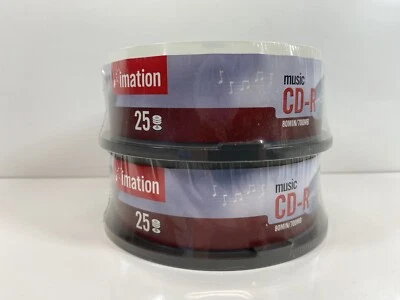 imation
music
CD-R
80MIN/700MB
25
imation
music
CD-R
80MIN/700MB
25